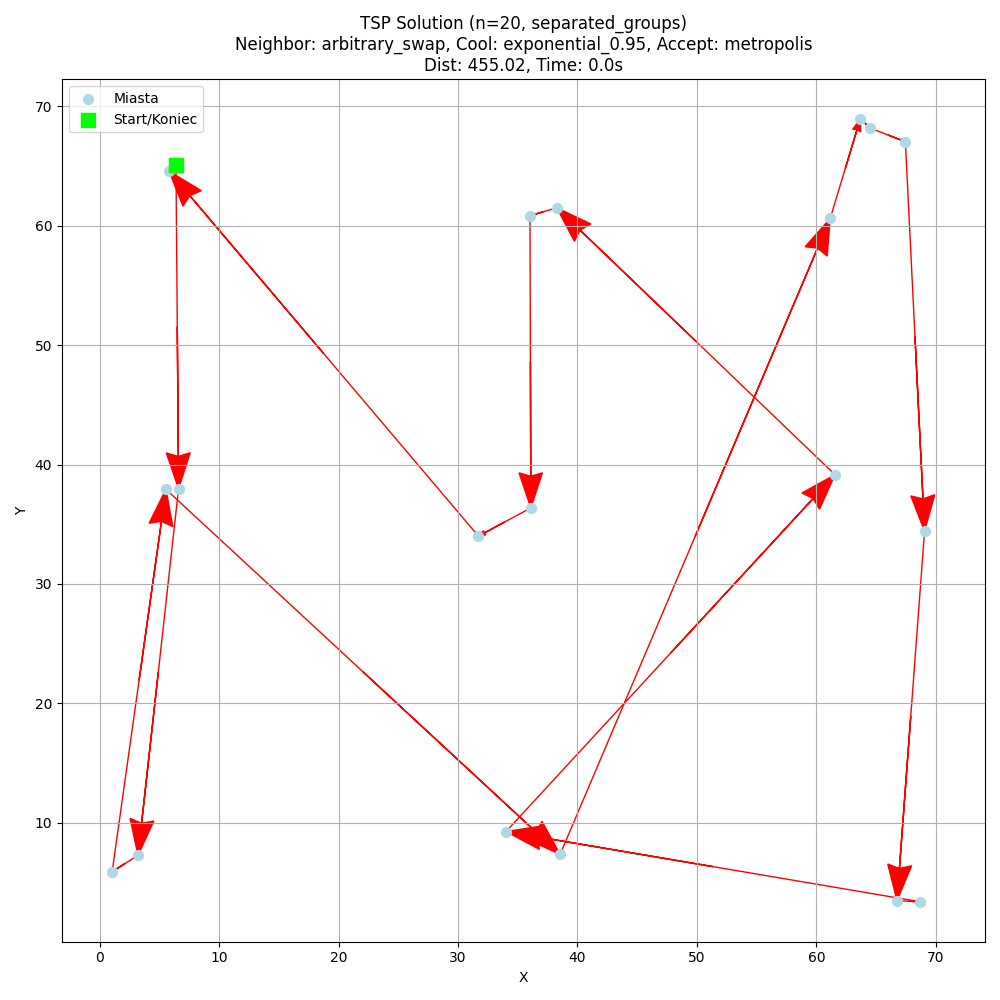 TSP Solution (n=20, separated_groups)
Neighbor: arbitrary_swap, Cool: exponential_0.95, Accept: metropolis
Dist: 455.02, Time: 0.0s
Miasta
Start/Koniec
70
60
50
40
30
20
10
Y
0 10 20 30 40 50 60 70
X